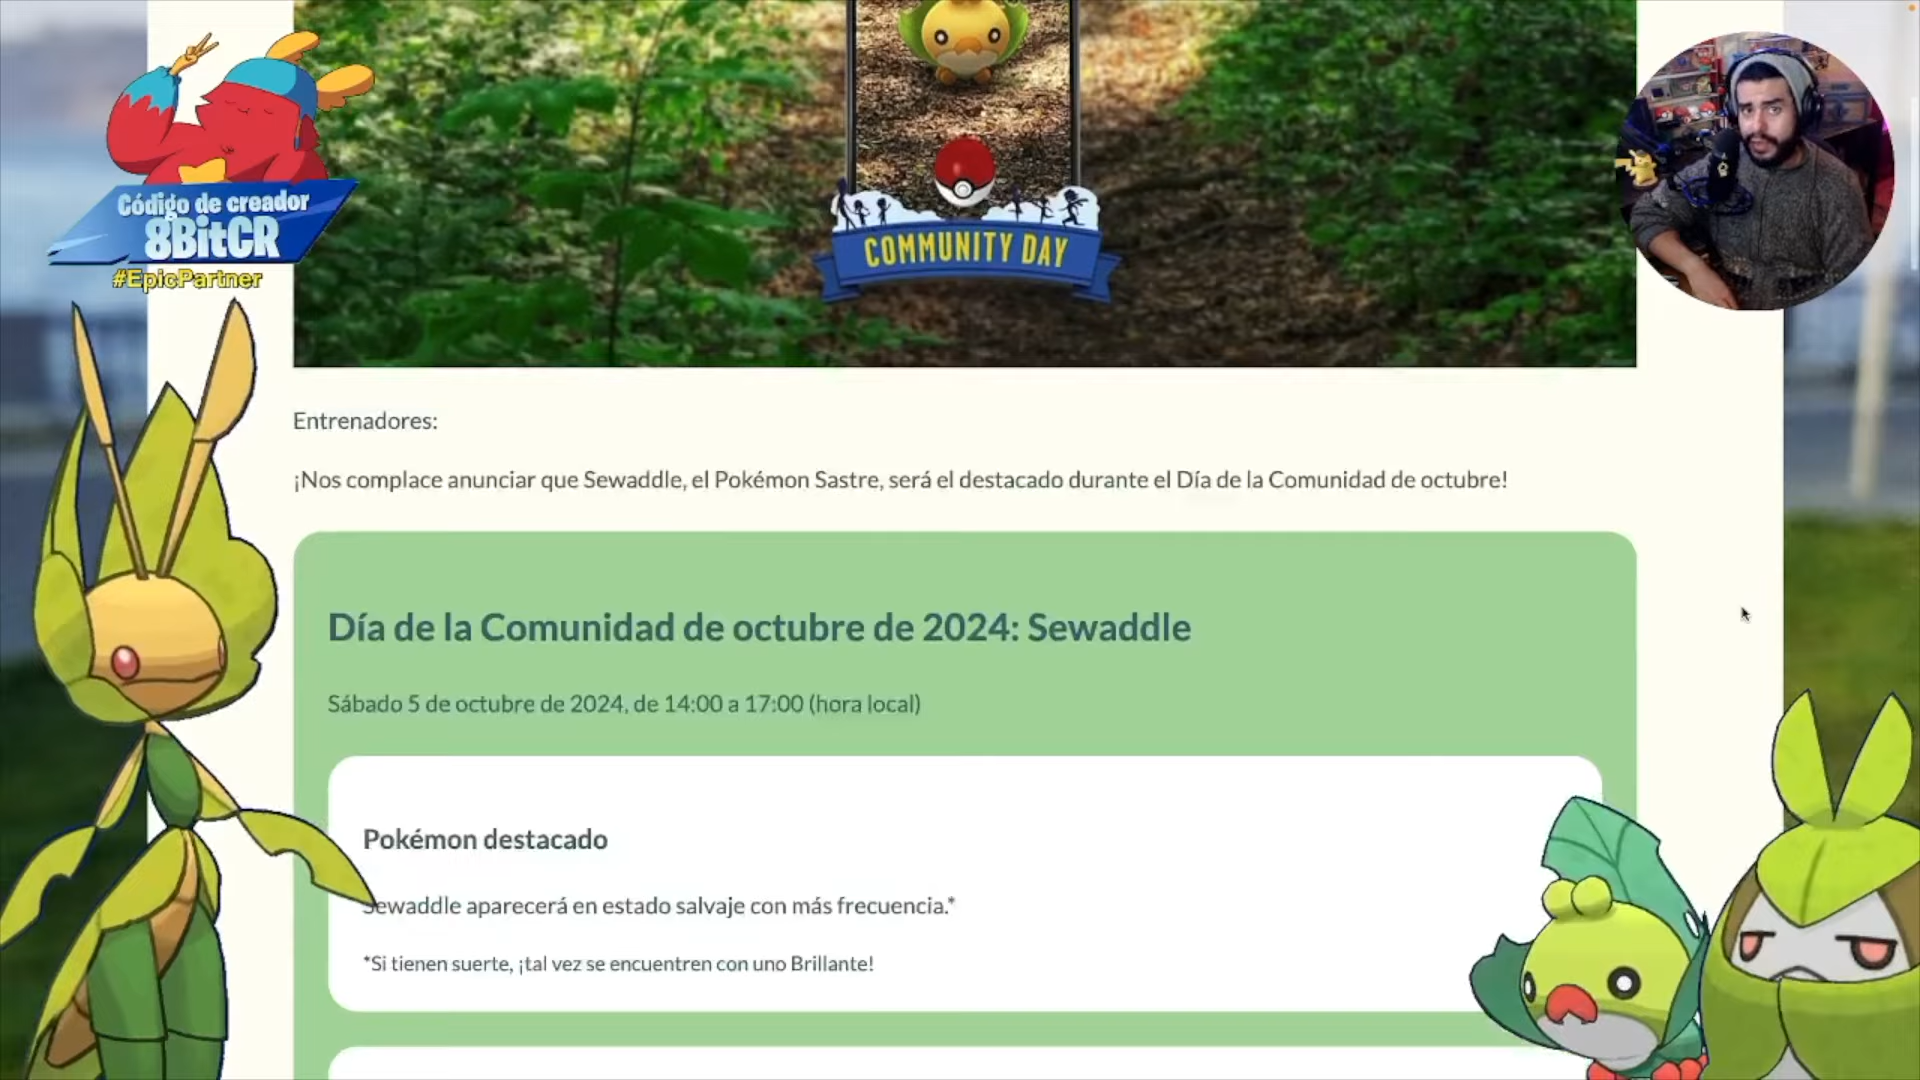 Código de creador
8BitCR
#EpicPartner
COMMUNITY DAY
Entrenadores:
¡Nos complace anunciar que Sewaddle, el Pokémon Sastre, será el destacado durante el Día de la Comunidad de octubre!
Día de la Comunidad de octubre de 2024: Sewaddle
Sábado 5 de octubre de 2024, de 14:00 a 17:00 (hora local)
Pokémon destacado
Sewaddle aparecerá en estado salvaje con más frecuencia.*
*Si tienen suerte, ¡tal vez se encuentren con uno Brillante!